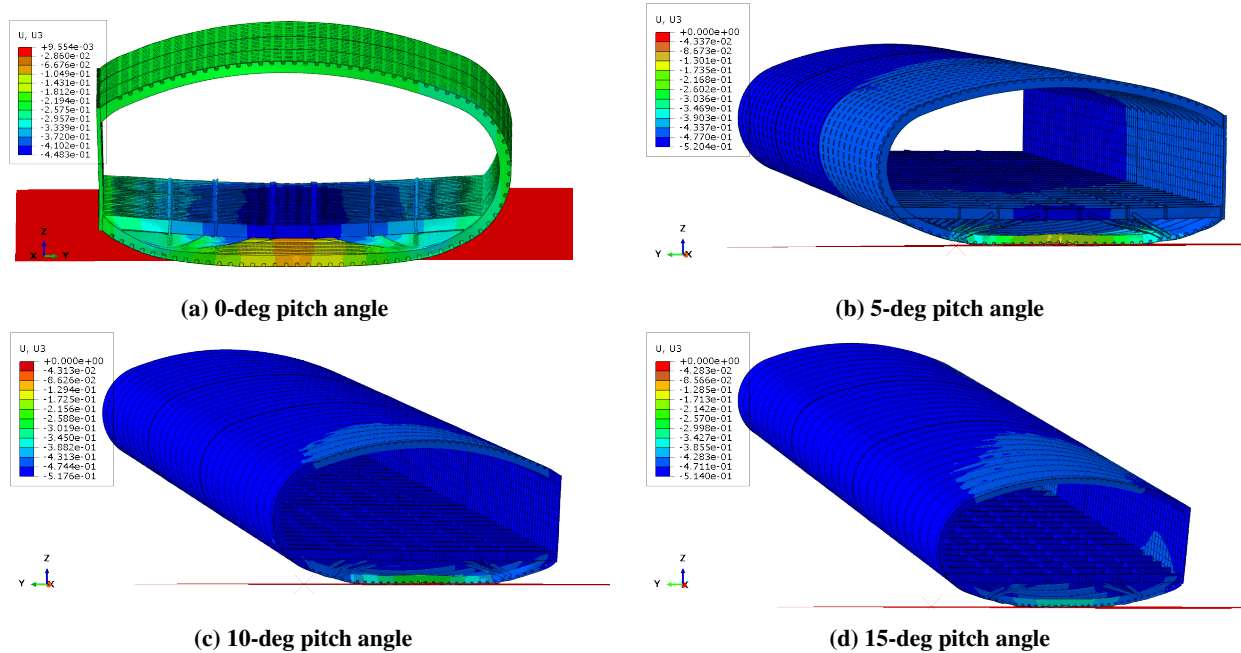 U, U3
+9.554e-03
-2.860e-02
-6.676e-02
-1.049e-01
-1.431e-01
-1.812e-01
-2.194e-01
-2.575e-01
-2.957e-01
-3.339e-01
-3.720e-01
-4.102e-01
-4.483e-01
Z
X Y
(a) 0-deg pitch angle
U, U3
+0.000e+00
-4.337e-02
-8.673e-02
-1.301e-01
-1.735e-01
-2.168e-01
-2.602e-01
-3.036e-01
-3.469e-01
-3.903e-01
-4.337e-01
-4.770e-01
-5.204e-01
Z
Y X
(b) 5-deg pitch angle
U, U3
+0.000e+00
-4.313e-02
-8.626e-02
-1.294e-01
-1.725e-01
-2.156e-01
-2.588e-01
-3.019e-01
-3.450e-01
-3.882e-01
-4.313e-01
-4.744e-01
-5.176e-01
Z
Y X
(c) 10-deg pitch angle
U, U3
+0.000e+00
-4.283e-02
-8.566e-02
-1.285e-01
-1.713e-01
-2.142e-01
-2.570e-01
-2.998e-01
-3.427e-01
-3.855e-01
-4.283e-01
-4.711e-01
-5.140e-01
Z
Y X
(d) 15-deg pitch angle